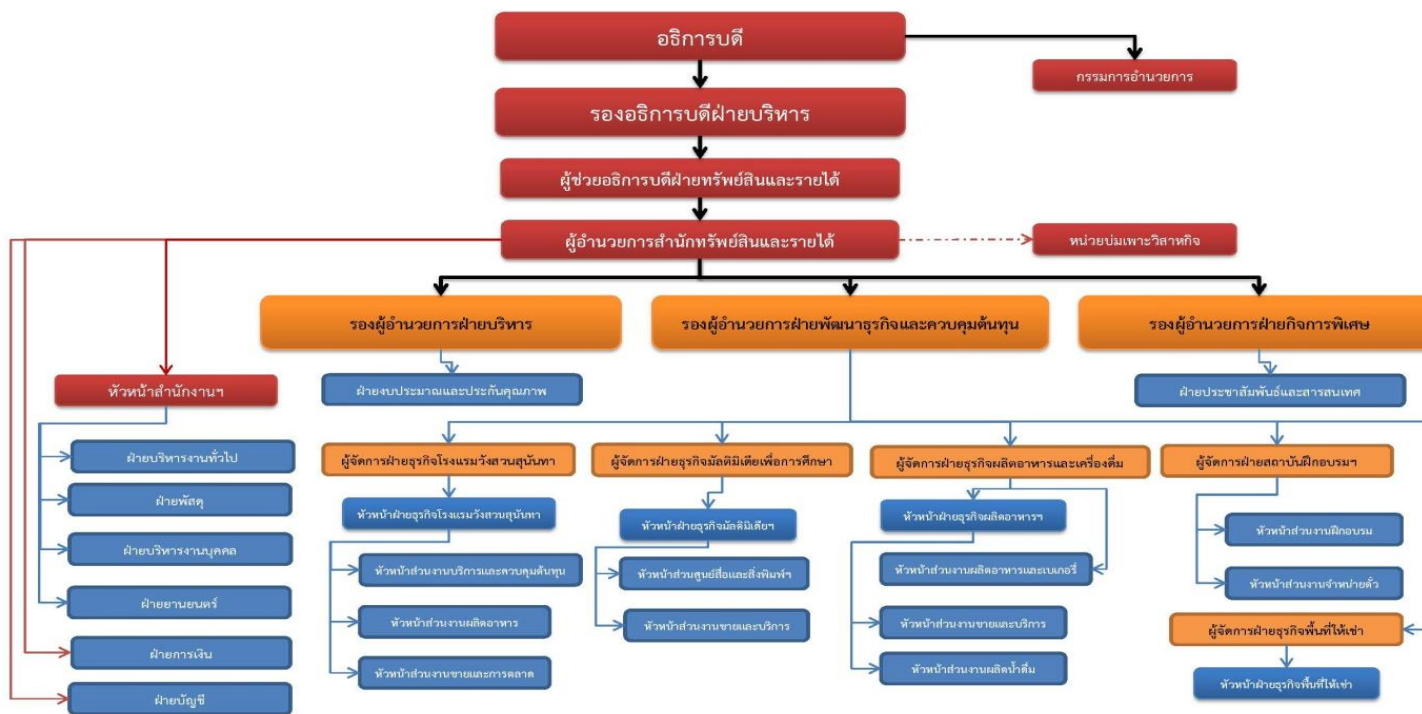 อธิการบดี
กรรมการอำนวยการ
รองอธิการบดีฝ่ายบริหาร
ผู้ช่วยอธิการบดีฝ่ายทรัพย์สินและรายได้
ผู้อำนวยการสำนักทรัพย์สินและรายได้
หน่วยบ่มเพาะวิสาหกิจ
รองผู้อำนวยการฝ่ายบริหาร
รองผู้อำนวยการฝ่ายพัฒนาธุรกิจและควบคุมต้นทุน
รองผู้อำนวยการฝ่ายกิจการพิเศษ
หัวหน้าสำนักงานฯ
ฝ่ายงบประมาณและประกันคุณภาพ
ฝ่ายประชาสัมพันธ์และสารสนเทศ
ฝ่ายบริหารงานทั่วไป
ฝ่ายพัสดุ
ฝ่ายบริหารงานบุคคล
ฝ่ายยานยนตร์
ฝ่ายการเงิน
ฝ่ายบัญชี
ผู้จัดการฝ่ายธุรกิจโรงแรมวังสวนสุนันทา
หัวหน้าฝ่ายธุรกิจโรงแรมวังสวนสุนันทา
หัวหน้าส่วนงานบริการและควบคุมต้นทุน
หัวหน้าส่วนงานผลิตอาหาร
หัวหน้าส่วนงานขายและการตลาด
ผู้จัดการฝ่ายธุรกิจมัลติมิเดียเพื่อการศึกษา
หัวหน้าฝ่ายธุรกิจมัลติมิเดียฯ
หัวหน้าส่วนศูนย์สื่อและสิ่งพิมพ์ฯ
หัวหน้าส่วนงานขายและบริการ
ผู้จัดการฝ่ายธุรกิจผลิตอาหารและเครื่องดื่ม
หัวหน้าฝ่ายธุรกิจผลิตอาหารฯ
หัวหน้าส่วนงานผลิตอาหารและเบเกอรี่
หัวหน้าส่วนงานขายและบริการ
หัวหน้าส่วนงานผลิตน้ำดื่ม
ผู้จัดการฝ่ายสถาบันฝึกอบรมฯ
หัวหน้าส่วนงานฝึกอบรม
หัวหน้าส่วนงานจำหน่ายตั๋ว
ผู้จัดการฝ่ายธุรกิจพื้นที่ให้เช่า
หัวหน้าฝ่ายธุรกิจพื้นที่ให้เช่า